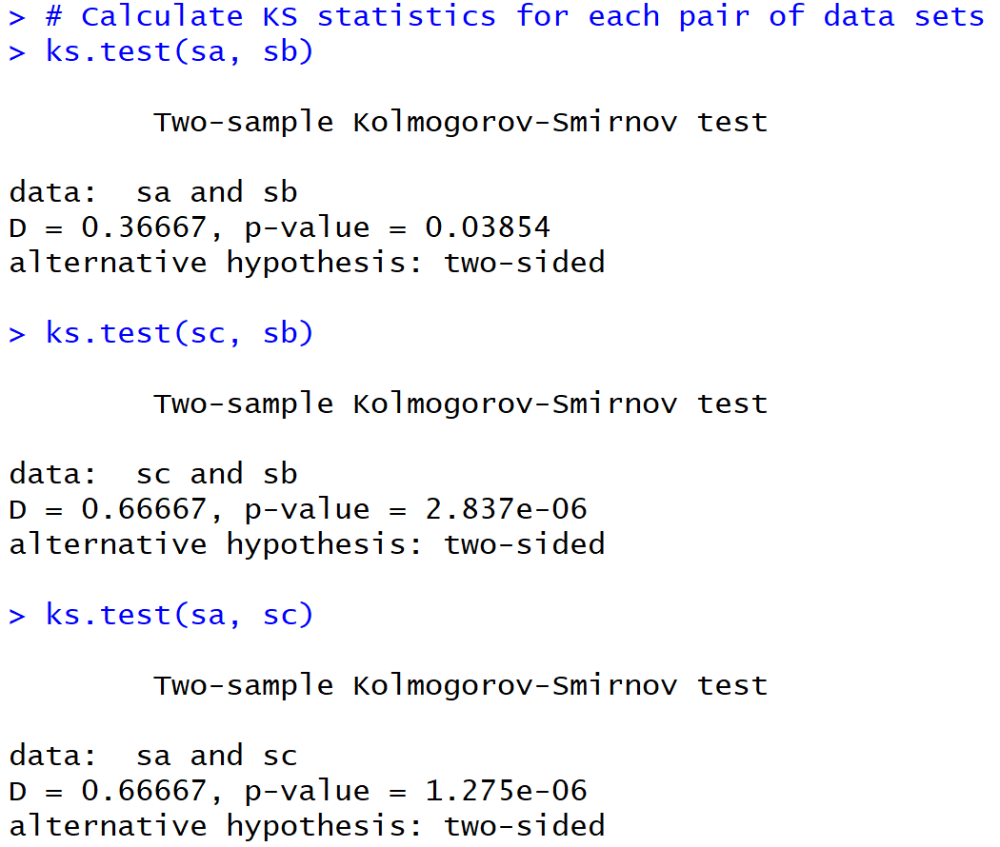 > # Calculate KS statistics for each pair of data sets
> ks.test(sa, sb)
Two-sample Kolmogorov-Smirnov test
data:  sa and sb
D = 0.36667, p-value = 0.03854
alternative hypothesis: two-sided
> ks.test(sc, sb)
Two-sample Kolmogorov-Smirnov test
data:  sc and sb
D = 0.66667, p-value = 2.837e-06
alternative hypothesis: two-sided
> ks.test(sa, sc)
Two-sample Kolmogorov-Smirnov test
data:  sa and sc
D = 0.66667, p-value = 1.275e-06
alternative hypothesis: two-sided